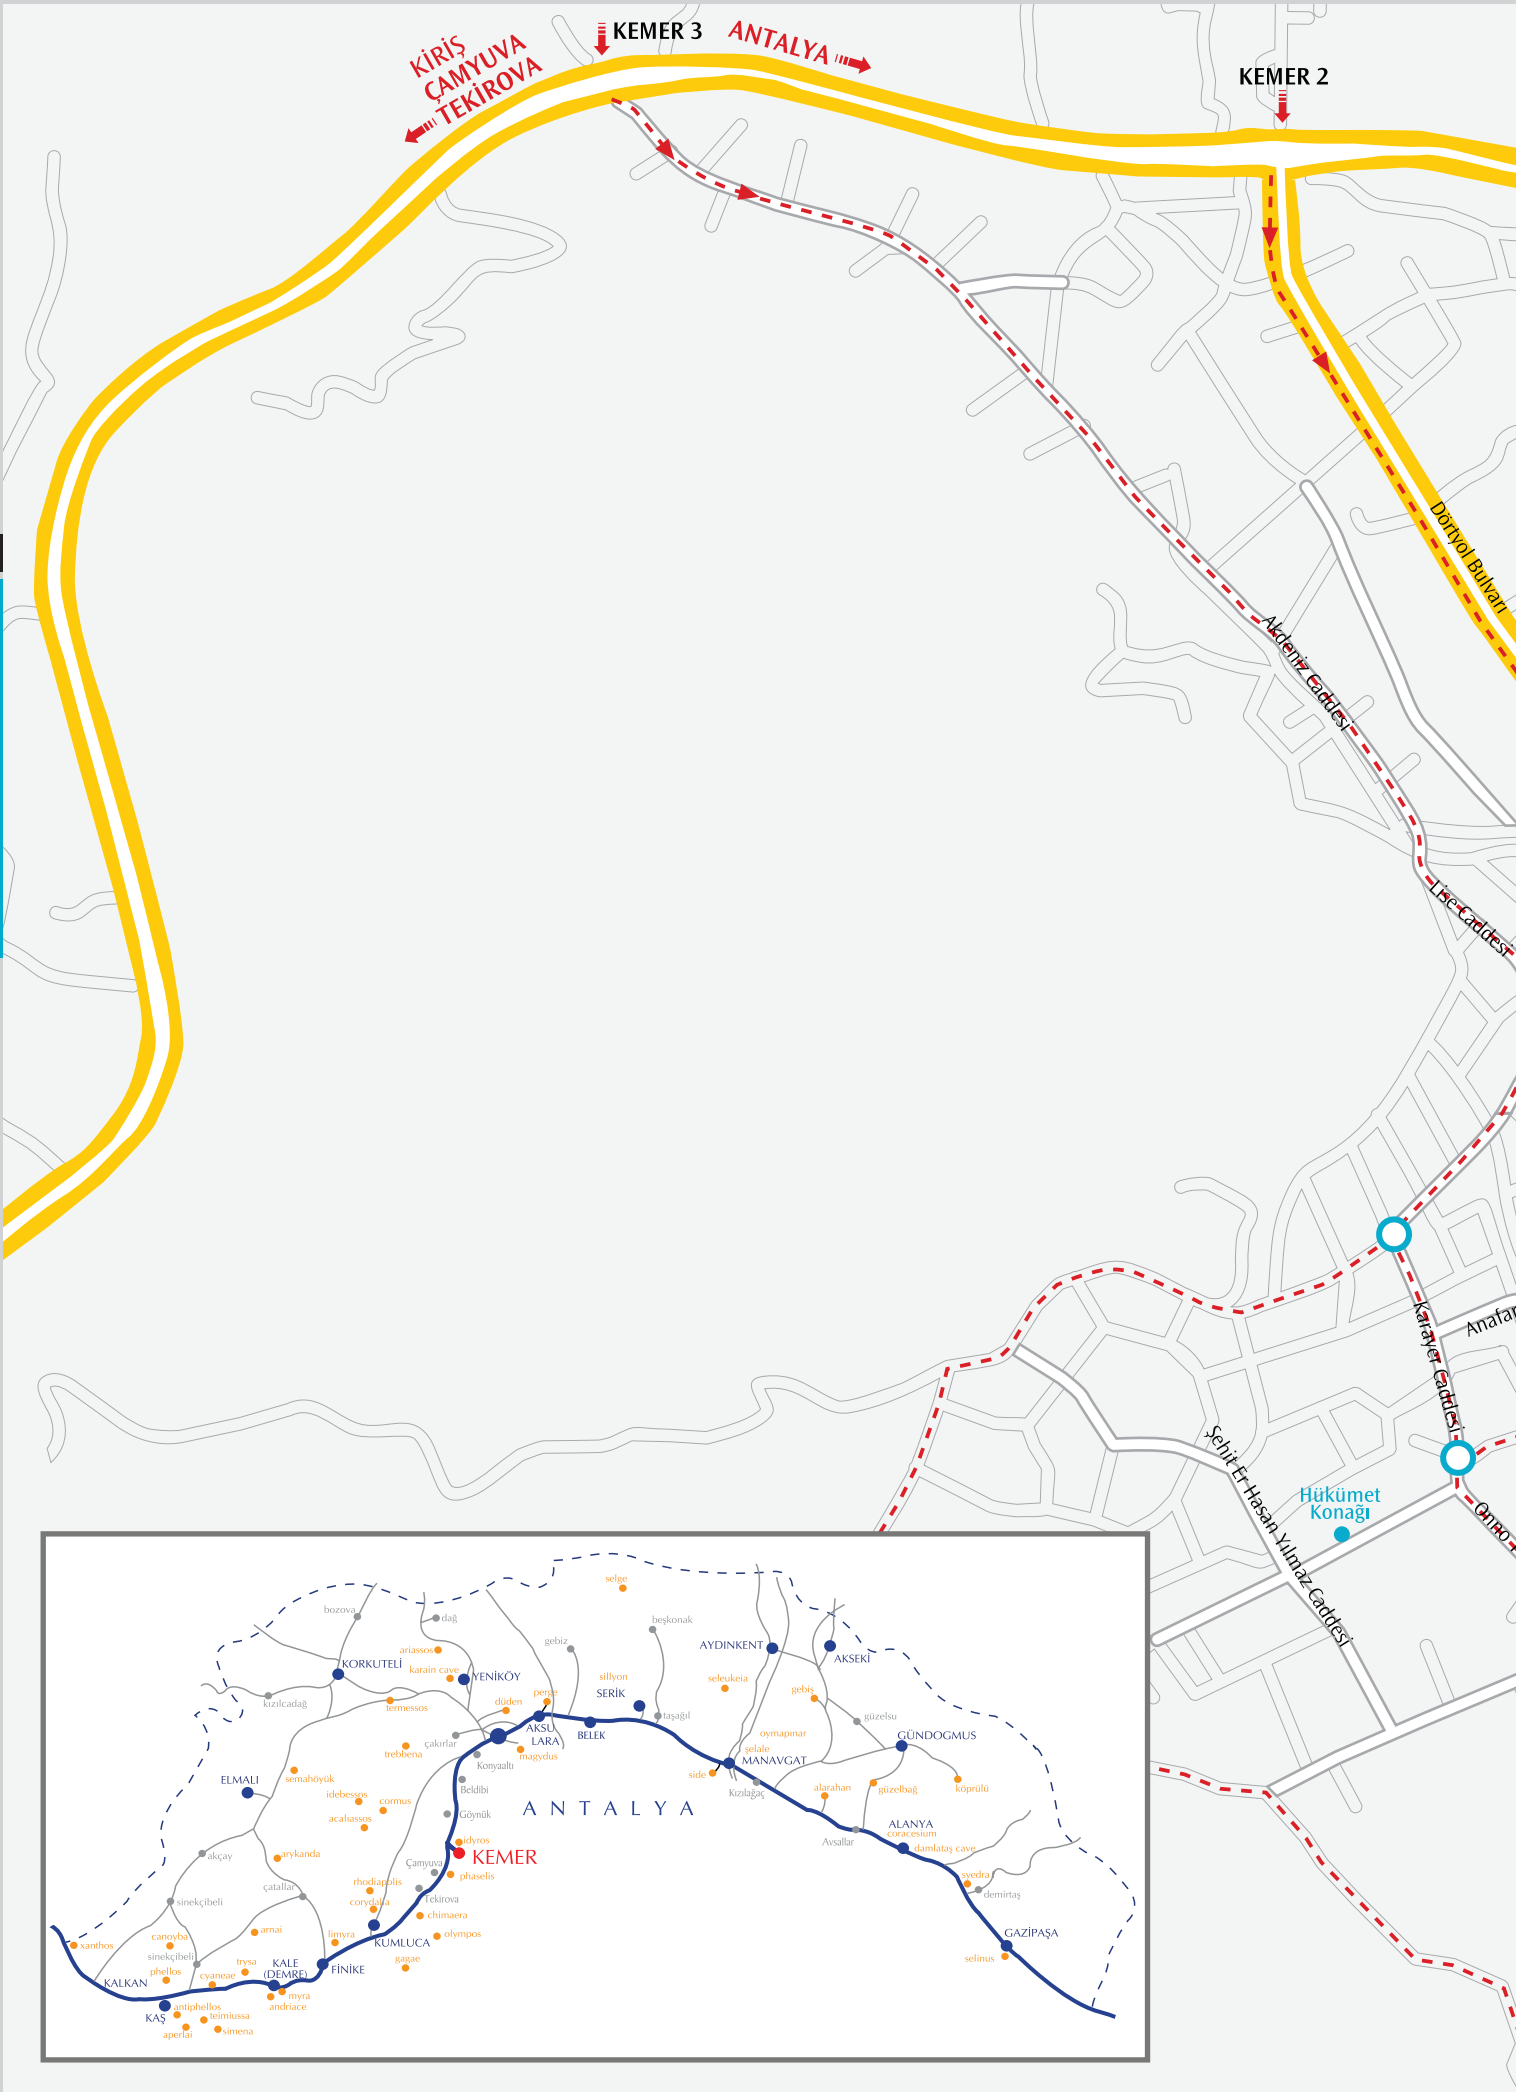 KEMER 3
ANTALYA
KİRİŞ
ÇAMYUVA
TEKİROVA
KEMER 2
Dörtyol Bulvarı
Akdeniz Caddesi
Lise Caddesi
Karayer Caddesi
Anafar
Şehit Er Hasan Yılmaz Caddesi
Hükümet
Konağı
Onno
selge
bozova
dağ
beşkonak
ariassos
gebiz
AYDINKENT
AKSEKİ
KORKUTELİ
karain cave
YENİKÖY
sillyon
seleukeia
kızılcadağ
termessos
düden
perge
SERİK
gebiş
taşağıl
güzelsu
çakırlar
AKSU
LARA
BELEK
oymapınar
GÜNDOGMUS
trebbena
magydus
Konyaaltı
şelale
MANAVGAT
side
ELMALI
semahöyük
Beldibi
Kızılağaç
alarahan
güzelbağ
köprülü
idebessos
cormus
acaliassos
Göynük
ANTALYA
ALANYA
coracesium
Avsallar
damlataş cave
idyros
KEMER
akçay
arykanda
Çamyuva
phaselis
syedra
demirtaş
rhodiapolis
çatallar
Tekirova
corydalla
sinekçibeli
chimaera
arnai
limyra
KUMLUCA
olympos
GAZİPAŞA
selinus
xanthos
canoyba
sinekçibeli
gagae
phellos
trysa
KALE
(DEMRE)
FİNİKE
KALKAN
cyaneae
myra
andriace
KAŞ
antiphellos
teimiussa
aperlai
simena